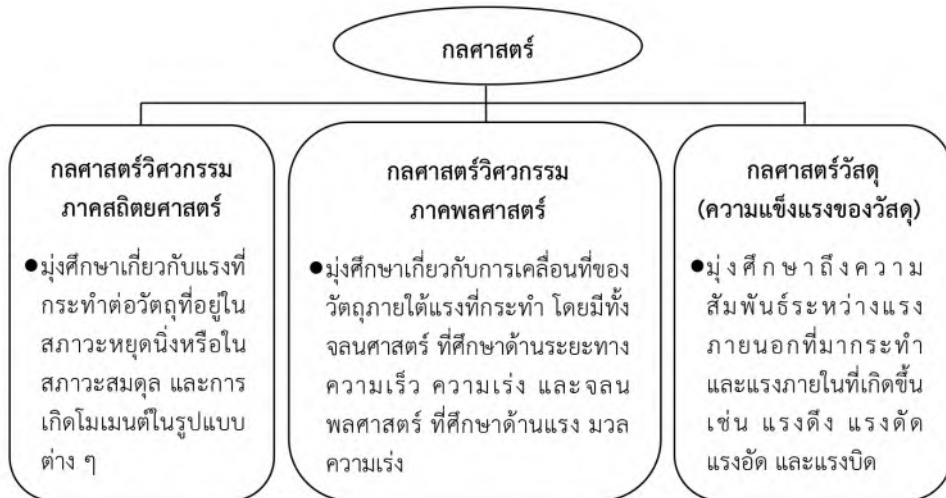 กลศาสตร์
กลศาสตร์วิศวกรรม
ภาคสถิตยศาสตร์
●มุ่งศึกษาเกี่ยวกับแรงที่
กระทำต่อวัตถุที่อยู่ใน
สภาวะหยุดนิ่งหรือใน
สภาวะสมดุล และการ
เกิดโมเมนต์ในรูปแบบ
ต่าง ๆ
กลศาสตร์วิศวกรรม
ภาคพลศาสตร์
●มุ่งศึกษาเกี่ยวกับการเคลื่อนที่ของ
วัตถุภายใต้แรงที่กระทำ โดยมีทั้ง
จลนศาสตร์ ที่ศึกษาด้านระยะทาง
ความเร็ว ความเร่ง และจลน
พลศาสตร์ ที่ศึกษาด้านแรง มวล
ความเร่ง
กลศาสตร์วัสดุ
(ความแข็งแรงของวัสดุ)
●มุ่งศึกษาถึงความ
สัมพันธ์ระหว่างแรง
ภายนอกที่มากระทำ
และแรงภายในที่เกิดขึ้น
เช่น แรงดึง แรงดัด
แรงอัด และแรงบิด